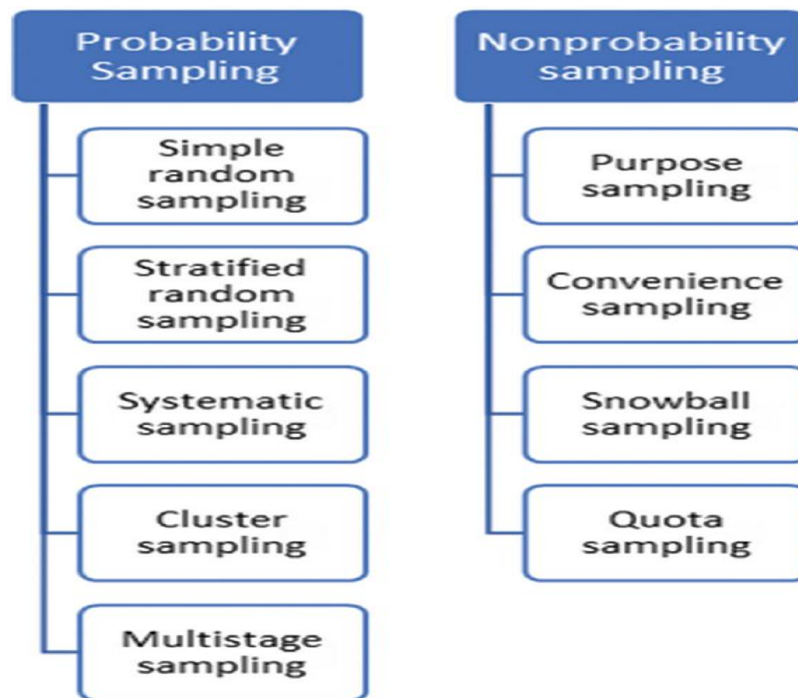 Probability
Sampling
Simple
random
sampling
Stratified
random
sampling
Systematic
sampling
Cluster
sampling
Multistage
sampling
Nonprobability
sampling
Purpose
sampling
Convenience
sampling
Snowball
sampling
Quota
sampling